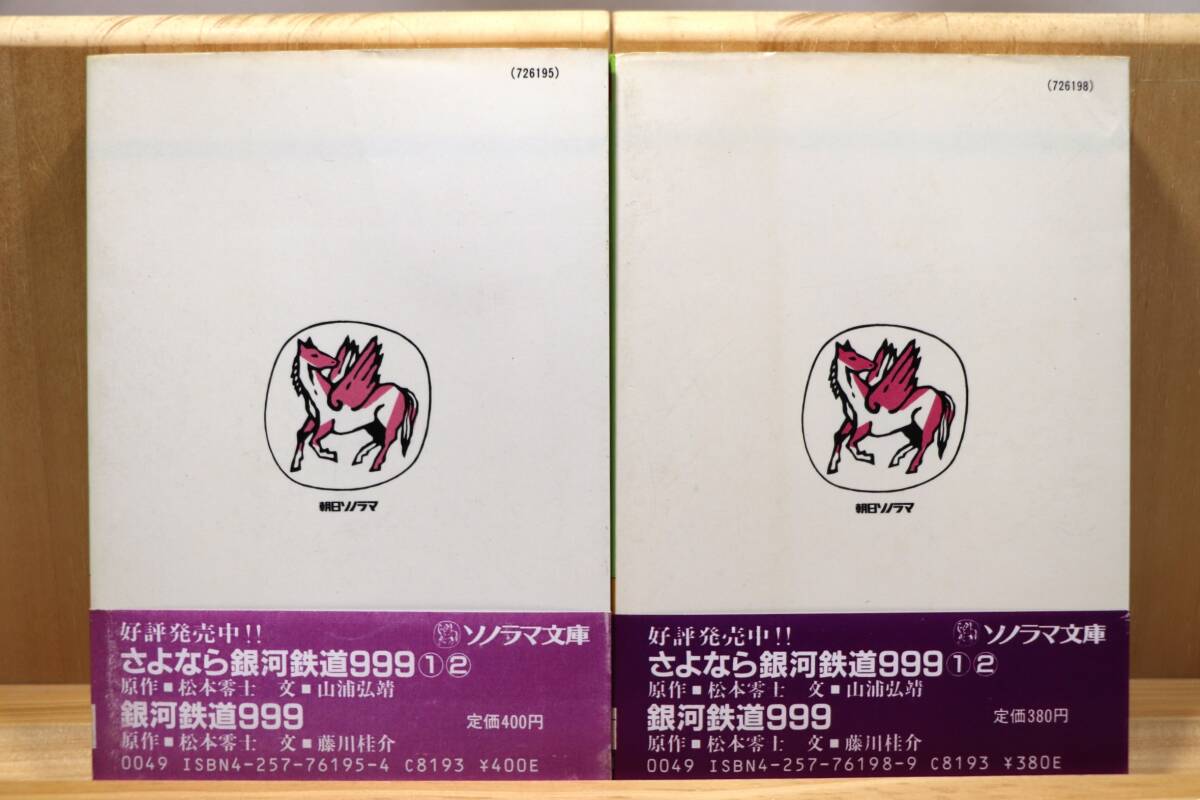 (726195)
朝日ソノラマ
好評発売中!!
ソノラマ文庫
さよなら銀河鉄道999①②
原作■松本零士 文■山浦弘靖
銀河鉄道999
定価400円
原作■松本零士 文■藤川桂介
0049 ISBN4-257-76195-4 C8193 ¥400E
(726198)
朝日ソノラマ
好評発売中!!
ソノラマ文庫
さよなら銀河鉄道999①②
原作■松本零士 文■山浦弘靖
銀河鉄道999
定価380円
原作■松本零士 文■藤川桂介
0049 ISBN4-257-76198-9 C8193 ¥380E